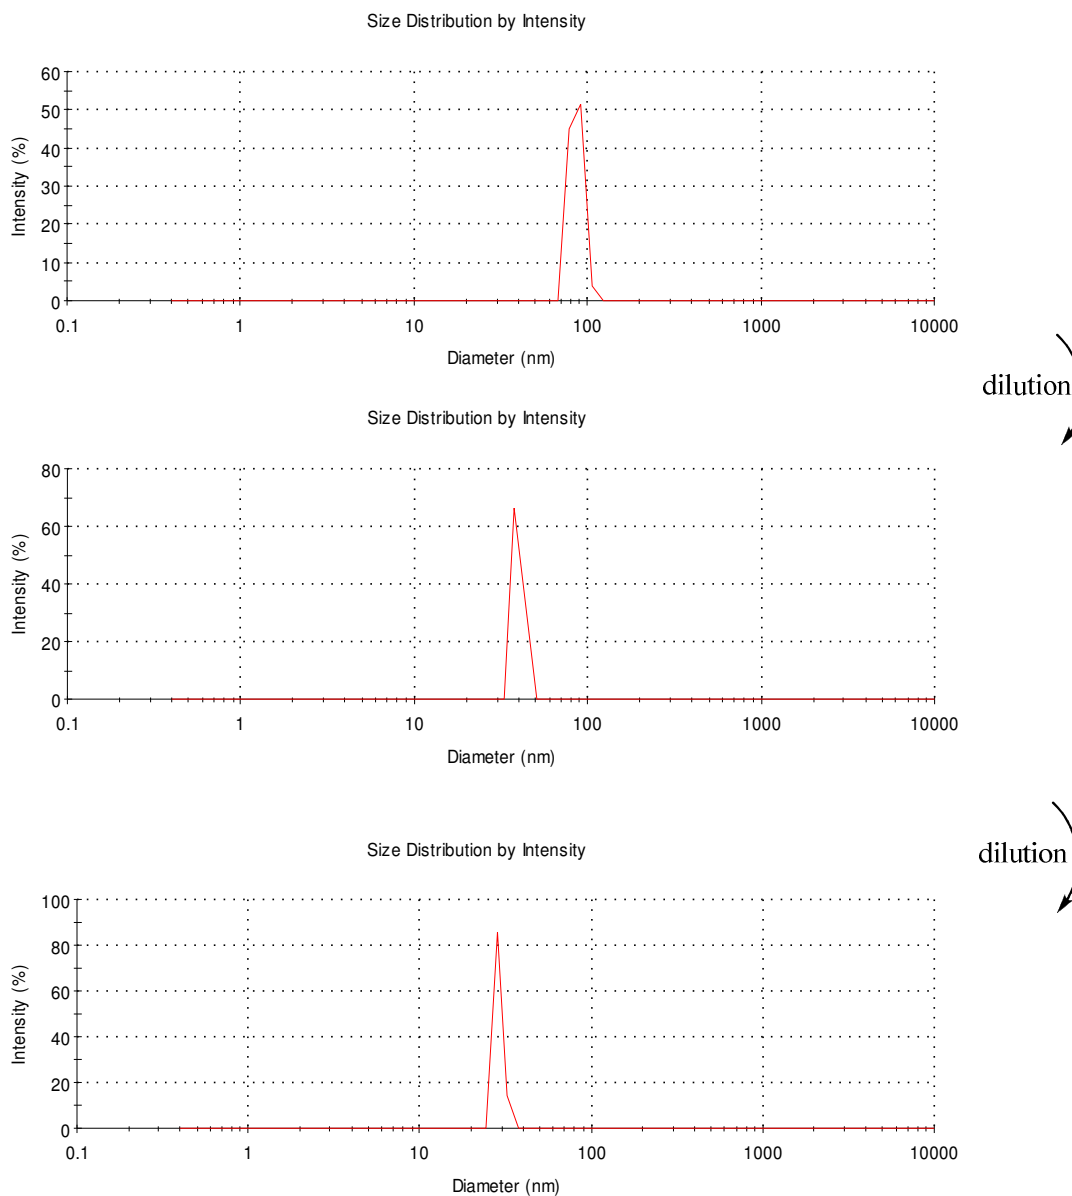 Size Distribution by Intensity
60
50
40
30
20
10
0
Intensity (%)
0.1 1 10 100 1000 10000
Diameter (nm)
dilution
Size Distribution by Intensity
80
60
40
20
0
Intensity (%)
0.1 1 10 100 1000 10000
Diameter (nm)
dilution
Size Distribution by Intensity
100
80
60
40
20
0
Intensity (%)
0.1 1 10 100 1000 10000
Diameter (nm)